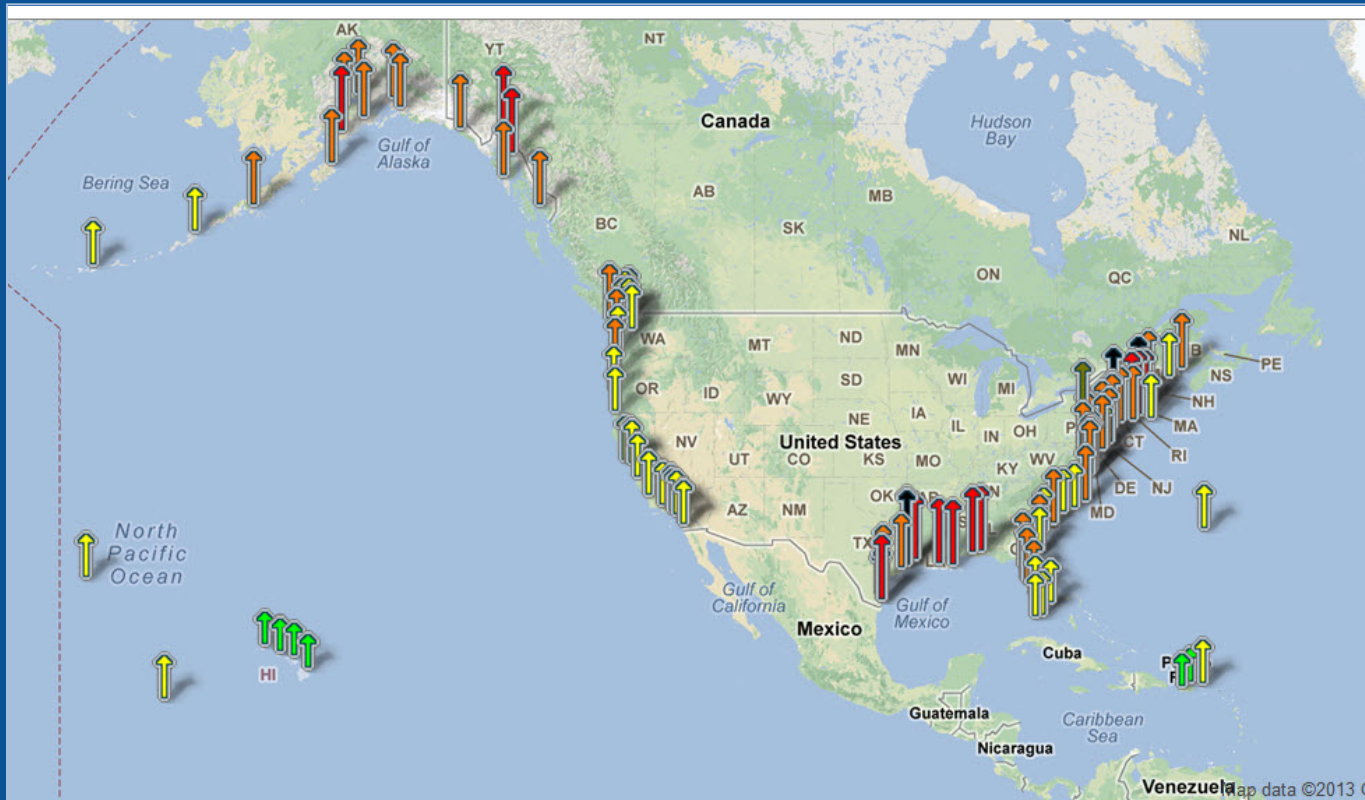 AK
YT
NT
Canada
Hudson
Bay
Gulf of
Alaska
Bering Sea
AB
MB
BC
SK
NL
ON
QC
WA
MT
ND
MN
PE
NS
OR
ID
WY
SD
WI
MI
NH
MA
NE
IA
United States
NV
UT
CO
KS
MO
IL
IN
OH
WV
KY
CT
RI
NJ
DE
MD
AZ
NM
OK
TX
North
Pacific
Ocean
Gulf of
California
Gulf of
Mexico
Mexico
Cuba
HI
Guatemala
Caribbean
Sea
Nicaragua
Venezuela
Map data ©2013